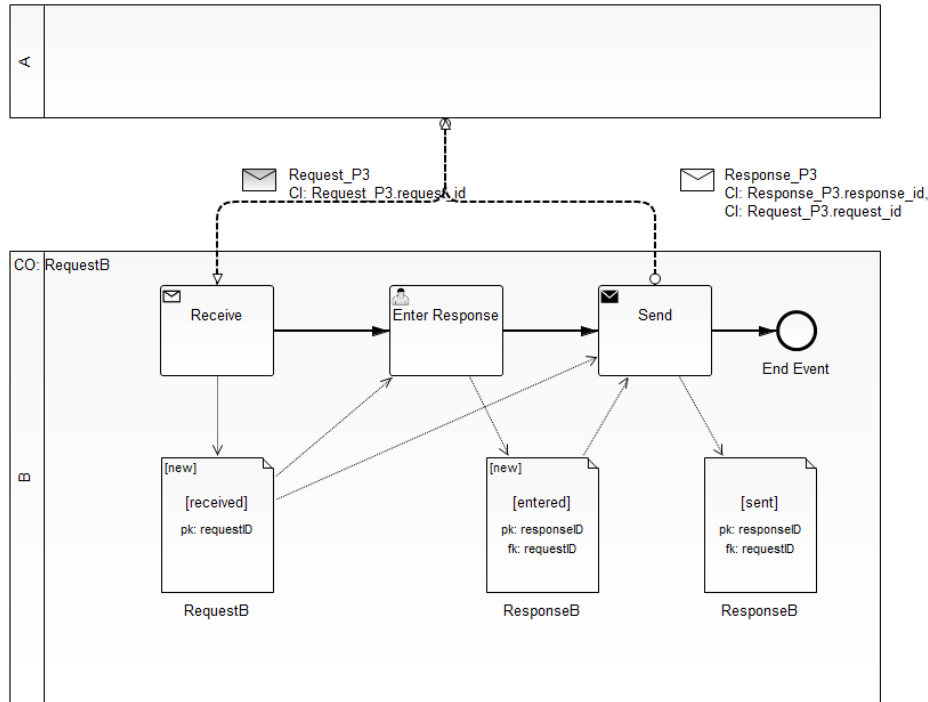 A
Request_P3
CI: Request_P3.request_id
Response_P3
CI: Response_P3.response_id,
CI: Request_P3.request_id
CO: RequestB
B
Receive
Enter Response
Send
End Event
[new]
[received]
pk: requestID
RequestB
[new]
[entered]
pk: responseID
fk: requestID
ResponseB
[sent]
pk: responseID
fk: requestID
ResponseB